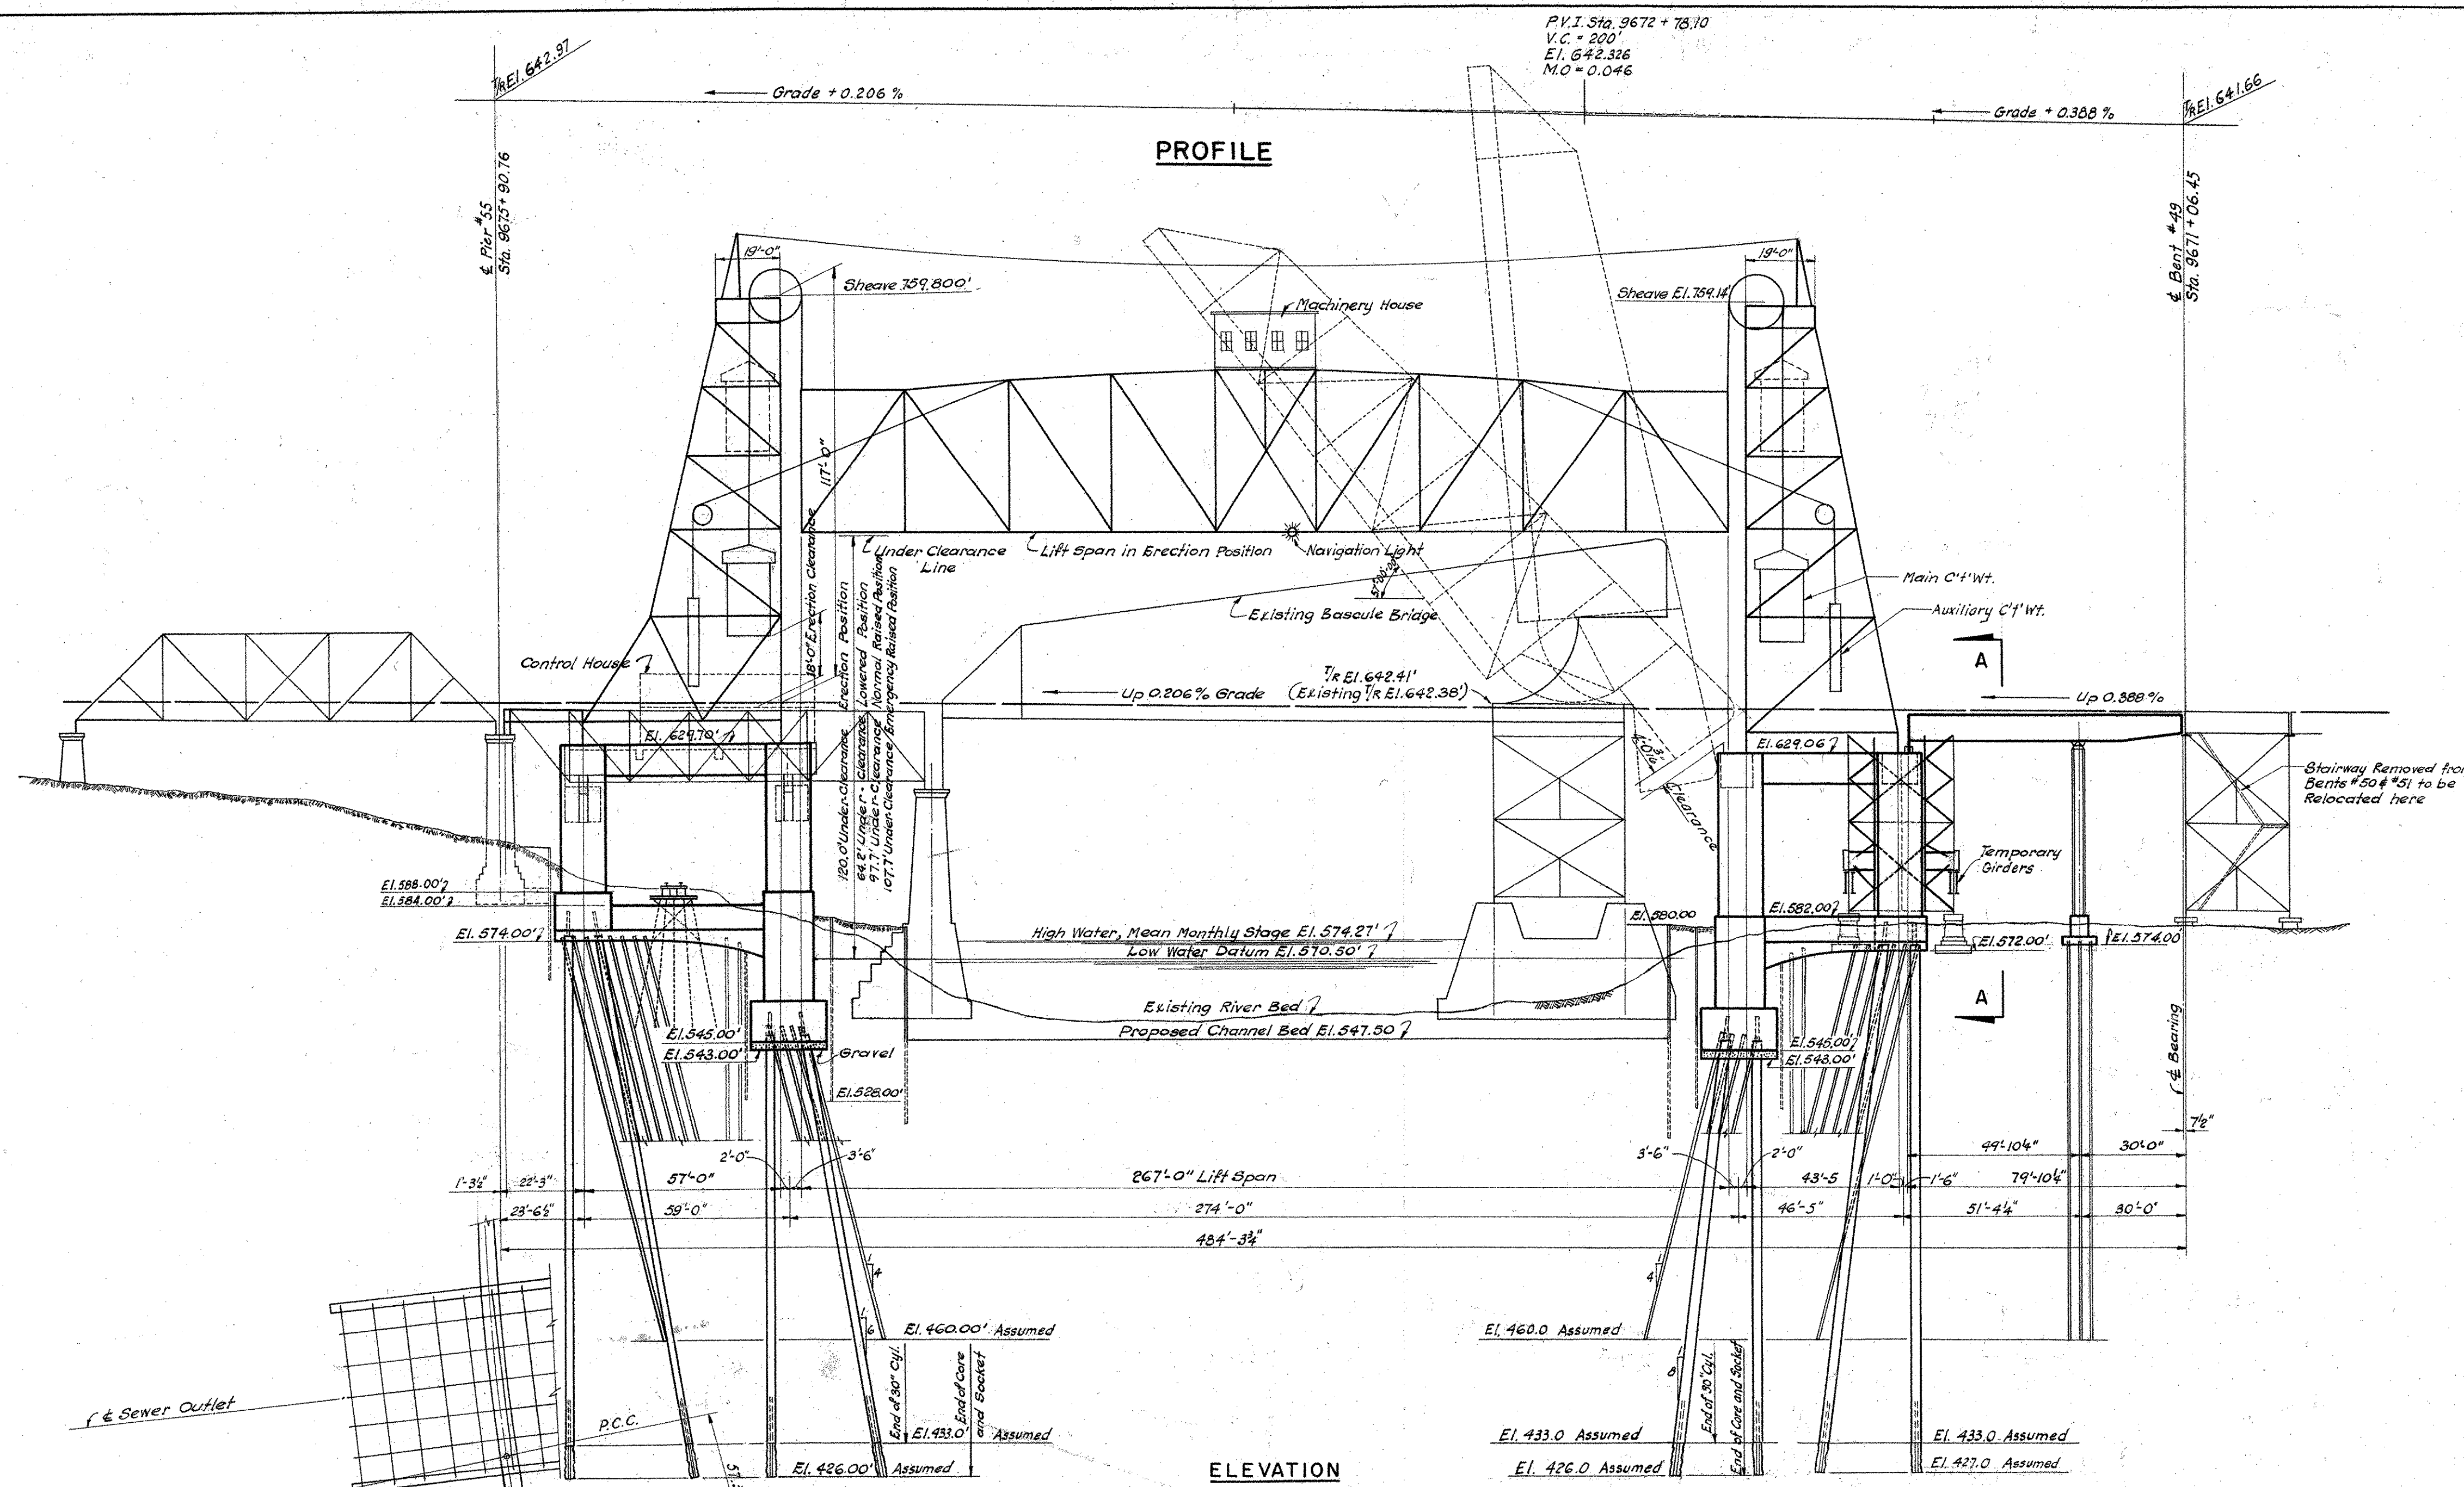 P.V.I. Sta. 9672 + 78.10
V.C. = 200'
El. 642.326
M.O = 0.046
T/R El. 642.97
Grade + 0.206 %
Grade + 0.388 %
T/R El. 641.66
PROFILE
℄ Pier #55
Sta. 9675 + 90.76
℄ Bent #49
Sta. 9671 + 06.45
19'-0"
Sheave 759.800'
Machinery House
Sheave El. 759.14'
19'-0"
117'-0"
18'-0" Erection Clearance
Under Clearance
Line
Lift Span in Erection Position
Navigation Light
57°00'00"
Existing Bascule Bridge
Main C't' Wt.
Auxiliary C't' Wt.
A
Control House
120.0' Under-Clearance Erection Position
64.2' Under-Clearance Lowered Position
97.7' Under-Clearance Normal Raised Position
107.7' Under-Clearance Emergency Raised Position
Up 0.206% Grade
T/R El. 642.41'
(Existing T/R El. 642.38')
Up 0.388 %
El. 629.70'
El. 629.06
Clearance
Stairway Removed from
Bents #50 & #51 to be
Relocated here
Temporary
Girders
El. 588.00'
El. 584.00'
El. 574.00'
El. 580.00
El. 582.00'
El. 572.00'
El. 574.00'
High Water, Mean Monthly Stage El. 574.27'
Low Water Datum El. 570.50'
Existing River Bed
Proposed Channel Bed El. 547.50
A
El. 545.00'
El. 543.00'
Gravel
El. 528.00'
El. 545.00'
El. 543.00'
℄ Bearing
7½"
2'-0"
3'-6"
3'-6"
2'-0"
49'-10¼"
30'-0"
1'-3½"
22'-3"
57'-0"
267'-0" Lift Span
43'-5
1'-0"
1'-6"
79'-10¼"
23'-6½"
59'-0"
274'-0"
46'-5"
51'-4¼"
30'-0"
484'-3¾"
4
4
6
8
El. 460.00' Assumed
El. 460.0 Assumed
End of 30" Cyl.
End of Core
and Socket
End of 30" Cyl.
End of Core and Socket
℄ Sewer Outlet
P.C.C.
El. 433.0' Assumed
El. 433.0 Assumed
El. 433.0 Assumed
El. 426.00' Assumed
El. 426.0 Assumed
El. 427.0 Assumed
ELEVATION